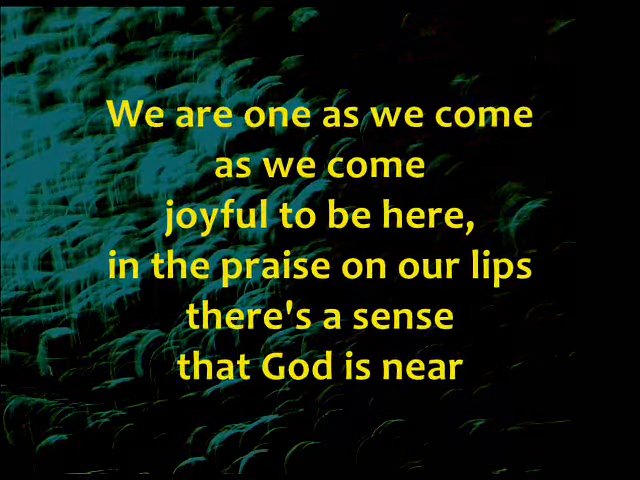 We are one as we come
as we come
joyful to be here,
in the praise on our lips
there's a sense
that God is near